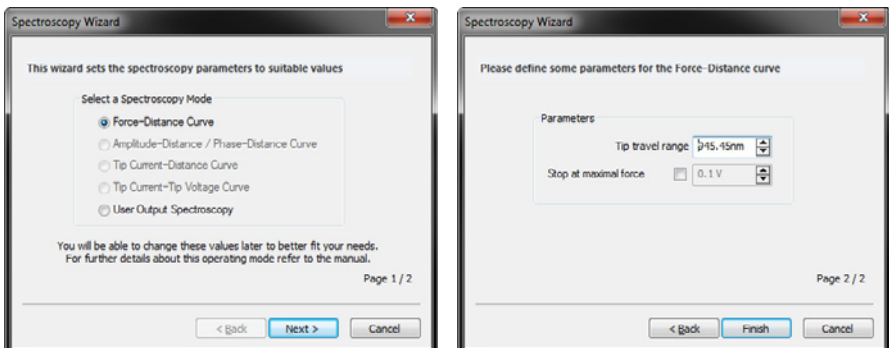 Spectroscopy Wizard
This wizard sets the spectroscopy parameters to suitable values
Select a Spectroscopy Mode
Force-Distance Curve
Amplitude-Distance / Phase-Distance Curve
Tip Current-Distance Curve
Tip Current-Tip Voltage Curve
User Output Spectroscopy
You will be able to change these values later to better fit your needs.
For further details about this operating mode refer to the manual.
Page 1 / 2
< Back Next > Cancel
Spectroscopy Wizard
Please define some parameters for the Force-Distance curve
Parameters
Tip travel range 945.45nm
Stop at maximal force 0.1 V
Page 2 / 2
< Back Finish Cancel